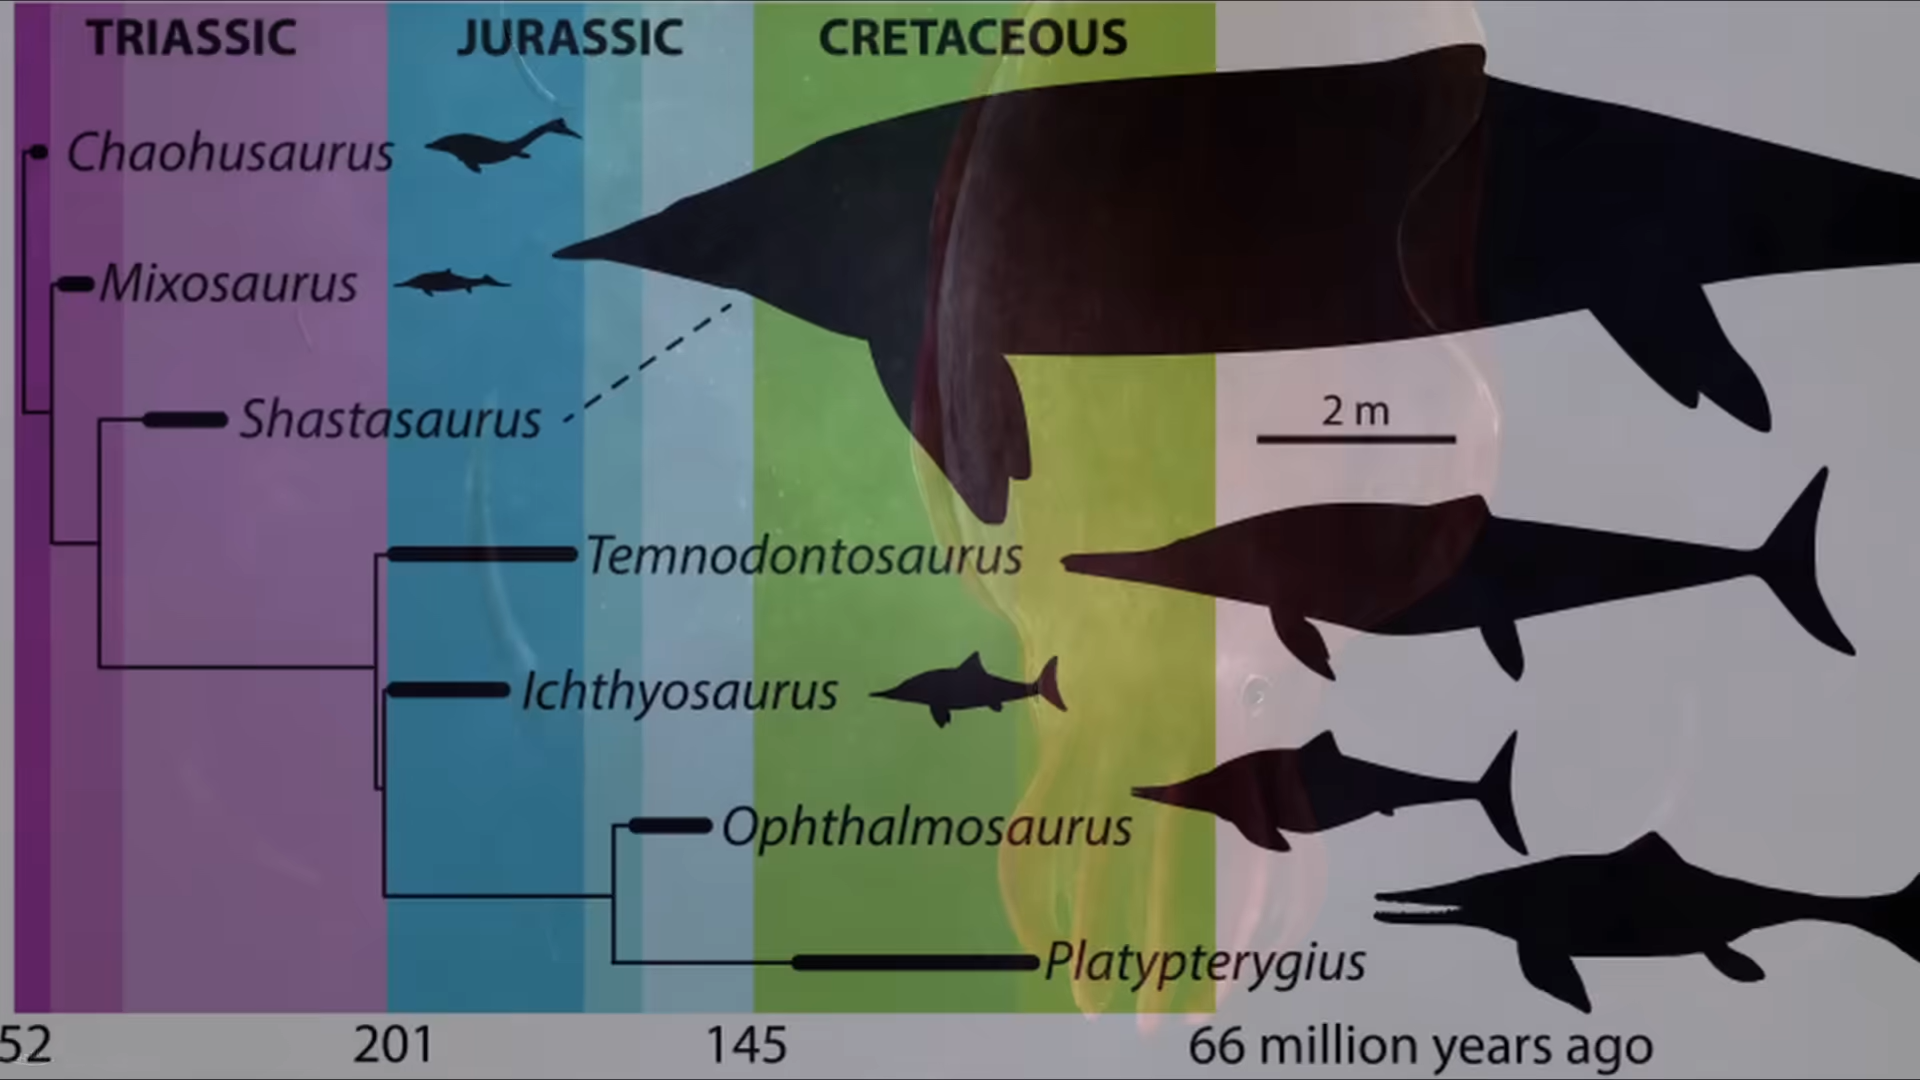 TRIASSIC JURASSIC CRETACEOUS
Chaohusaurus
Mixosaurus
Shastasaurus
2 m
Temnodontosaurus
Ichthyosaurus
Ophthalmosaurus
Platypterygius
52 201 145 66 million years ago